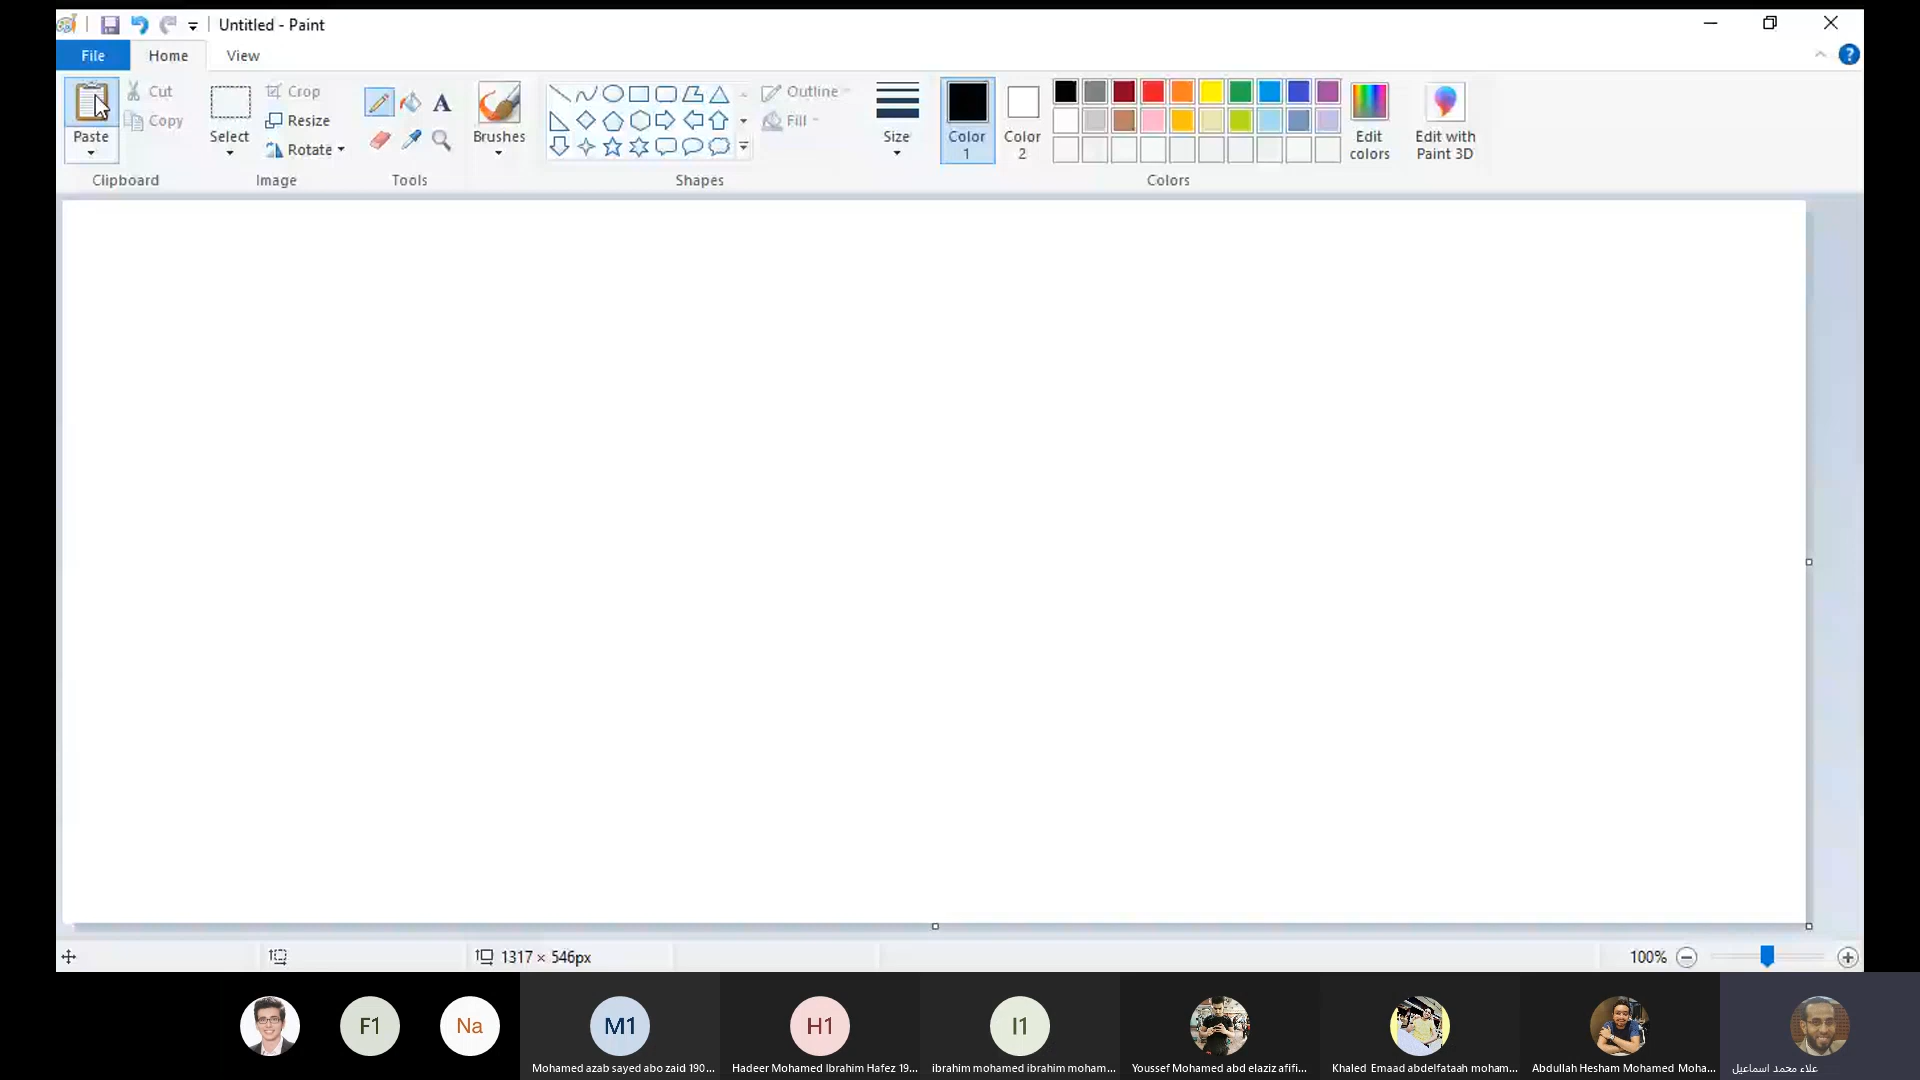 Untitled - Paint
File Home View
Paste
Cut
Copy
Clipboard
Select
Crop
Resize
Rotate
Image
A
Tools
Brushes
Outline
Fill
Shapes
Size
Color 1
Color 2
Edit colors
Edit with Paint 3D
Colors
?
1317 × 546px
100%
F1
Na
M1
H1
I1
Mohamed azab sayed abo zaid 190...
Hadeer Mohamed Ibrahim Hafez 19...
ibrahim mohamed ibrahim moham...
Youssef Mohamed abd elaziz afifi...
Khaled Emaad abdelfataah moham...
Abdullah Hesham Mohamed Moha...
علاء محمد اسماعيل